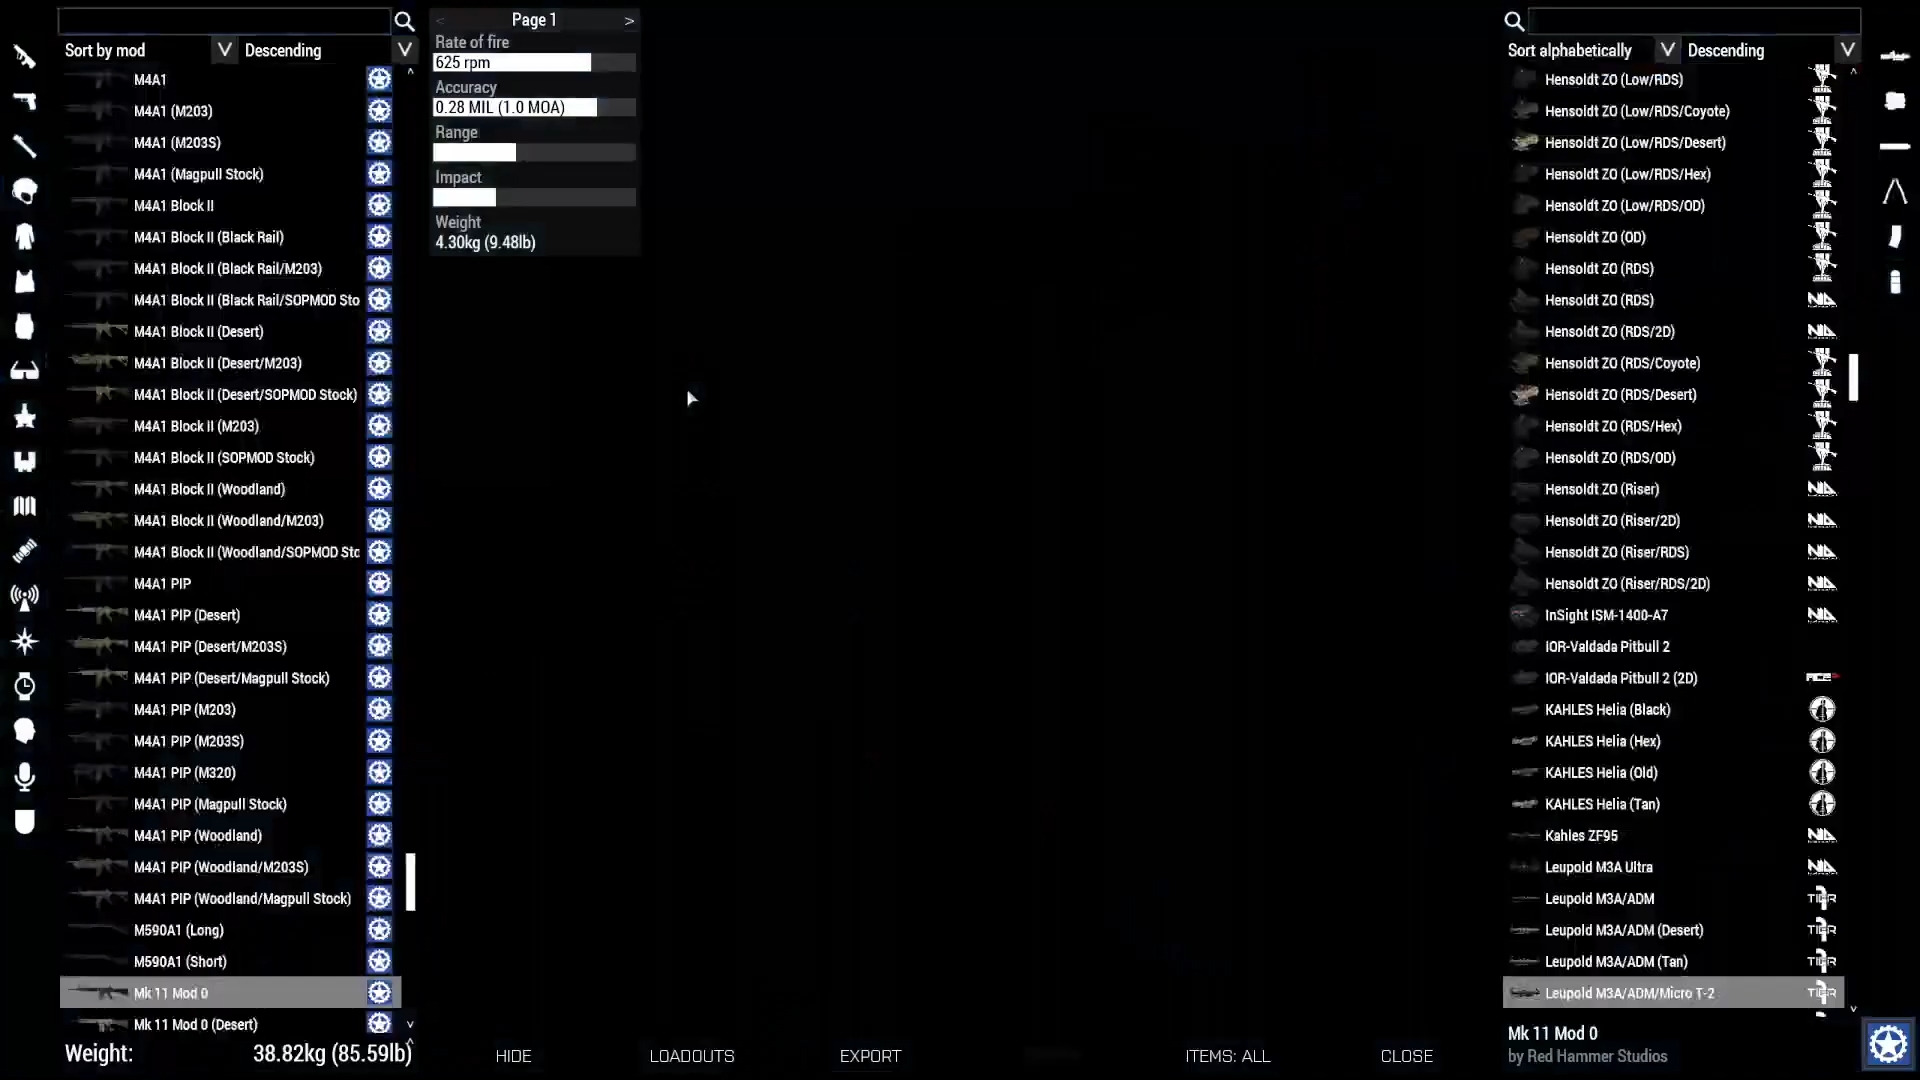 Sort by mod
V
Descending
V
M4A1
M4A1 (M203)
M4A1 (M203S)
M4A1 (Magpull Stock)
M4A1 Block II
M4A1 Block II (Black Rail)
M4A1 Block II (Black Rail/M203)
M4A1 Block II (Black Rail/SOPMOD Sto
M4A1 Block II (Desert)
M4A1 Block II (Desert/M203)
M4A1 Block II (Desert/SOPMOD Stock)
M4A1 Block II (M203)
M4A1 Block II (SOPMOD Stock)
M4A1 Block II (Woodland)
M4A1 Block II (Woodland/M203)
M4A1 Block II (Woodland/SOPMOD Stc
M4A1 PIP
M4A1 PIP (Desert)
M4A1 PIP (Desert/M203S)
M4A1 PIP (Desert/Magpull Stock)
M4A1 PIP (M203)
M4A1 PIP (M203S)
M4A1 PIP (M320)
M4A1 PIP (Magpull Stock)
M4A1 PIP (Woodland)
M4A1 PIP (Woodland/M203S)
M4A1 PIP (Woodland/Magpull Stock)
M590A1 (Long)
M590A1 (Short)
Mk 11 Mod 0
Mk 11 Mod 0 (Desert)
Weight: 38.82kg (85.59lb)
< Page 1 >
Rate of fire
625 rpm
Accuracy
0.28 MIL (1.0 MOA)
Range
Impact
Weight
4.30kg (9.48lb)
HIDE
LOADOUTS
EXPORT
ITEMS: ALL
CLOSE
Sort alphabetically
V
Descending
V
Hensoldt ZO (Low/RDS)
Hensoldt ZO (Low/RDS/Coyote)
Hensoldt ZO (Low/RDS/Desert)
Hensoldt ZO (Low/RDS/Hex)
Hensoldt ZO (Low/RDS/OD)
Hensoldt ZO (OD)
Hensoldt ZO (RDS)
Hensoldt ZO (RDS)
Hensoldt ZO (RDS/2D)
Hensoldt ZO (RDS/Coyote)
Hensoldt ZO (RDS/Desert)
Hensoldt ZO (RDS/Hex)
Hensoldt ZO (RDS/OD)
Hensoldt ZO (Riser)
Hensoldt ZO (Riser/2D)
Hensoldt ZO (Riser/RDS)
Hensoldt ZO (Riser/RDS/2D)
InSight ISM-1400-A7
IOR-Valdada Pitbull 2
IOR-Valdada Pitbull 2 (2D)
KAHLES Helia (Black)
KAHLES Helia (Hex)
KAHLES Helia (Old)
KAHLES Helia (Tan)
Kahles ZF95
Leupold M3A Ultra
Leupold M3A/ADM
Leupold M3A/ADM (Desert)
Leupold M3A/ADM (Tan)
Leupold M3A/ADM/Micro T-2
Mk 11 Mod 0
by Red Hammer Studios